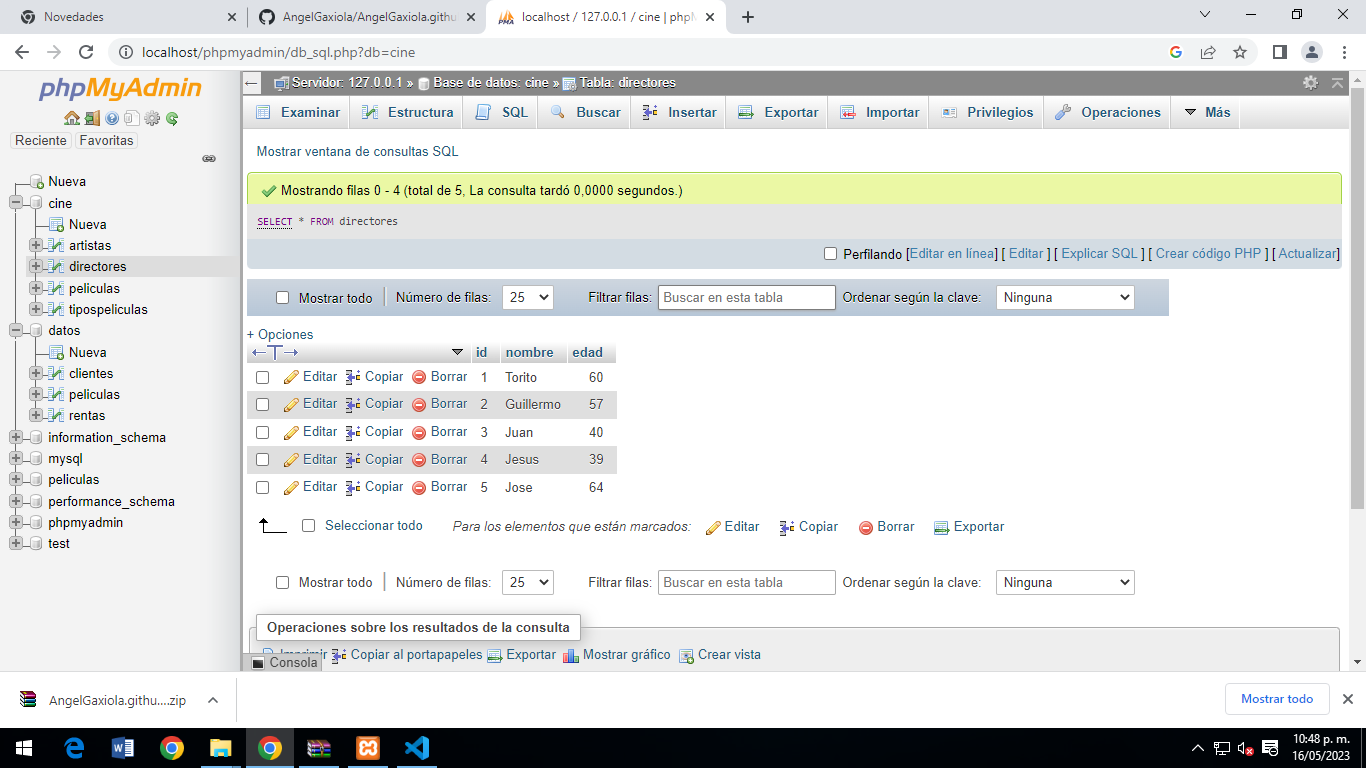 Novedades
AngelGaxiola/AngelGaxiola.githu
localhost / 127.0.0.1 / cine | phpM
localhost/phpmyadmin/db_sql.php?db=cine
phpMyAdmin
Reciente Favoritas
Nueva
cine
Nueva
artistas
directores
peliculas
tipospeliculas
datos
Nueva
clientes
peliculas
rentas
information_schema
mysql
peliculas
performance_schema
phpmyadmin
test
Servidor: 127.0.0.1 » Base de datos: cine » Tabla: directores
Examinar Estructura SQL Buscar Insertar Exportar Importar Privilegios Operaciones Más
Mostrar ventana de consultas SQL
Mostrando filas 0 - 4 (total de 5, La consulta tardó 0,0000 segundos.)
SELECT * FROM directores
Perfilando [Editar en línea] [ Editar ] [ Explicar SQL ] [ Crear código PHP ] [ Actualizar]
Mostrar todo Número de filas: 25 Filtrar filas: Buscar en esta tabla Ordenar según la clave: Ninguna
+ Opciones
←T→ id nombre edad
Editar Copiar Borrar 1 Torito 60
Editar Copiar Borrar 2 Guillermo 57
Editar Copiar Borrar 3 Juan 40
Editar Copiar Borrar 4 Jesus 39
Editar Copiar Borrar 5 Jose 64
Seleccionar todo Para los elementos que están marcados: Editar Copiar Borrar Exportar
Mostrar todo Número de filas: 25 Filtrar filas: Buscar en esta tabla Ordenar según la clave: Ninguna
Operaciones sobre los resultados de la consulta
Imprimir Copiar al portapapeles Exportar Mostrar gráfico Crear vista
Consola
AngelGaxiola.githu....zip
Mostrar todo
10:48 p. m.
16/05/2023